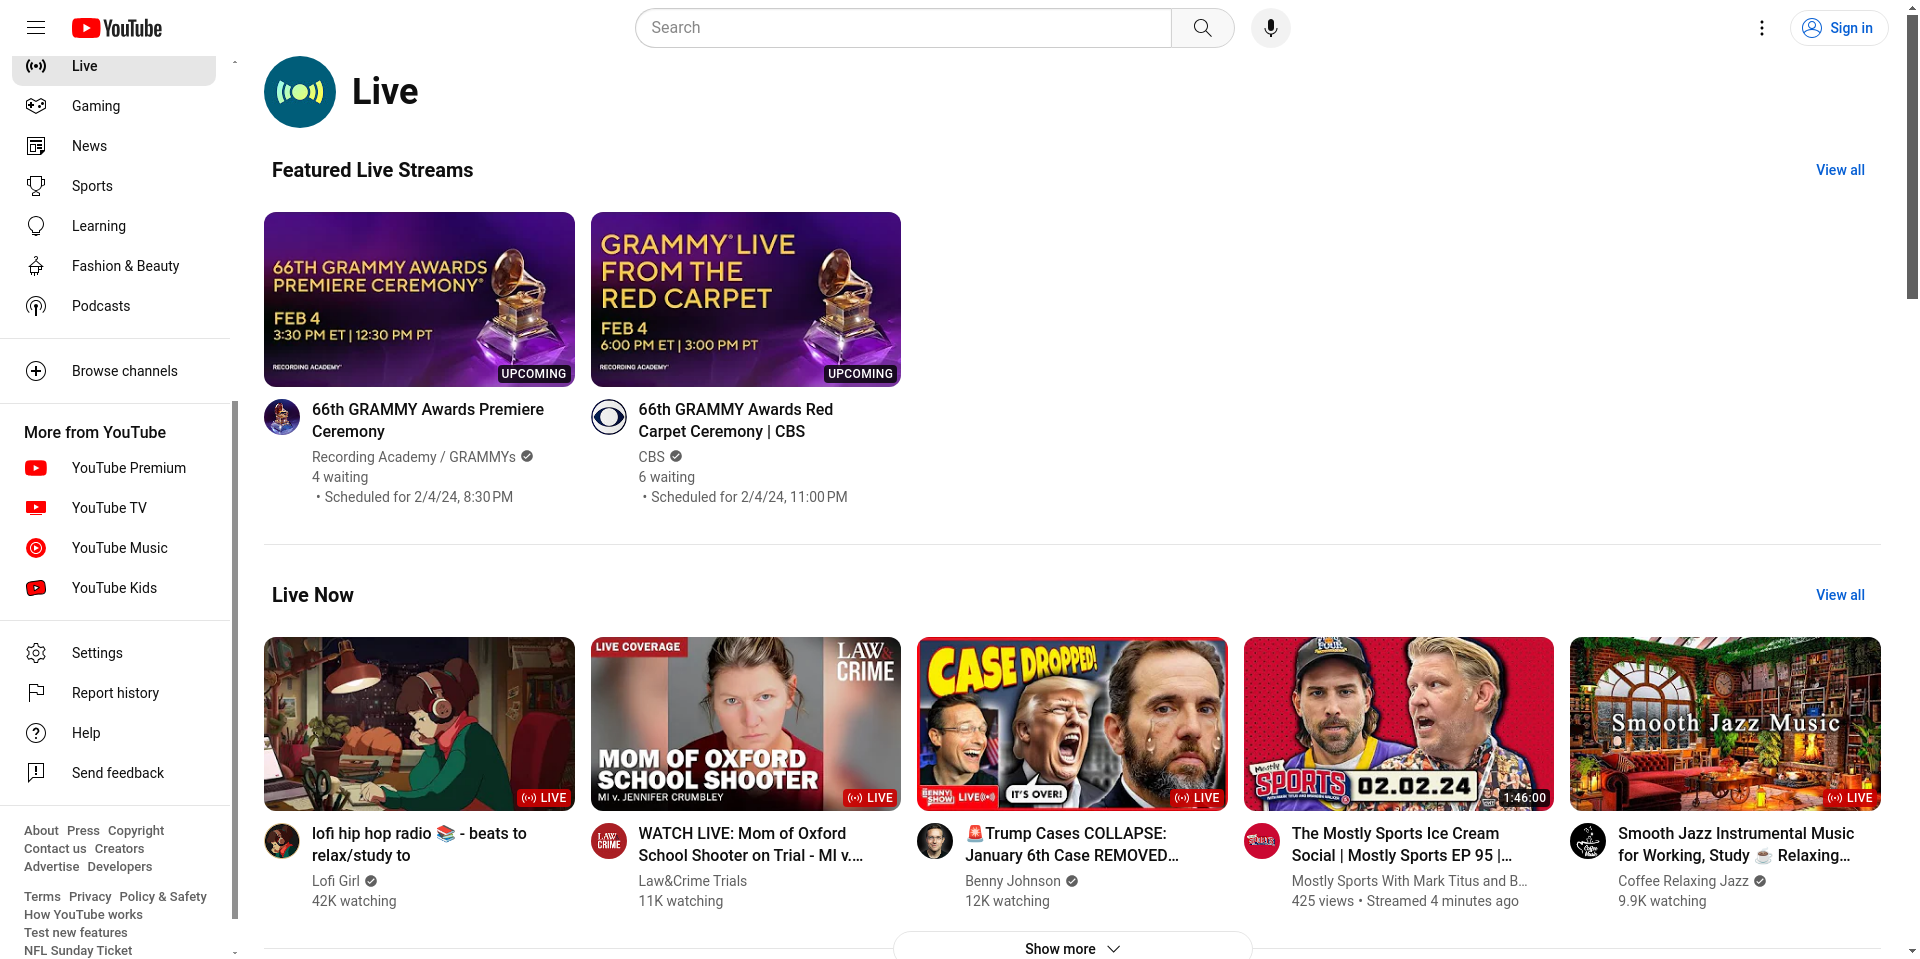 YouTube
Search
Sign in
Live
Gaming
News
Sports
Learning
Fashion & Beauty
Podcasts
Browse channels
More from YouTube
YouTube Premium
YouTube TV
YouTube Music
YouTube Kids
Settings
Report history
Help
Send feedback
About Press Copyright
Contact us Creators
Advertise Developers
Terms Privacy Policy & Safety
How YouTube works
Test new features
NFL Sunday Ticket
Live
Featured Live Streams
View all
66TH GRAMMY AWARDS
PREMIERE CEREMONY®
FEB 4
3:30 PM ET | 12:30 PM PT
RECORDING ACADEMY™
UPCOMING
66th GRAMMY Awards Premiere
Ceremony
Recording Academy / GRAMMYs
4 waiting
• Scheduled for 2/4/24, 8:30 PM
GRAMMY® LIVE
FROM THE
RED CARPET
FEB 4
6:00 PM ET | 3:00 PM PT
RECORDING ACADEMY™
UPCOMING
66th GRAMMY Awards Red
Carpet Ceremony | CBS
CBS
6 waiting
• Scheduled for 2/4/24, 11:00 PM
Live Now
View all
LIVE
lofi hip hop radio 📚 - beats to
relax/study to
Lofi Girl
42K watching
LIVE COVERAGE
LAW&
CRIME
MOM OF OXFORD
SCHOOL SHOOTER
MI v. JENNIFER CRUMBLEY
LIVE
LAW&
CRIME
WATCH LIVE: Mom of Oxford
School Shooter on Trial - MI v....
Law&Crime Trials
11K watching
CASE DROPPED!
IT'S OVER!
BENNY
SHOW
LIVE
LIVE
🚨Trump Cases COLLAPSE:
January 6th Case REMOVED...
Benny Johnson
12K watching
FOUR
Mostly
SPORTS
02.02.24
1:46:00
The Mostly Sports Ice Cream
Social | Mostly Sports EP 95 |...
Mostly Sports With Mark Titus and B...
425 views • Streamed 4 minutes ago
Smooth Jazz Music
LIVE
Smooth Jazz Instrumental Music
for Working, Study ☕ Relaxing...
Coffee Relaxing Jazz
9.9K watching
Show more